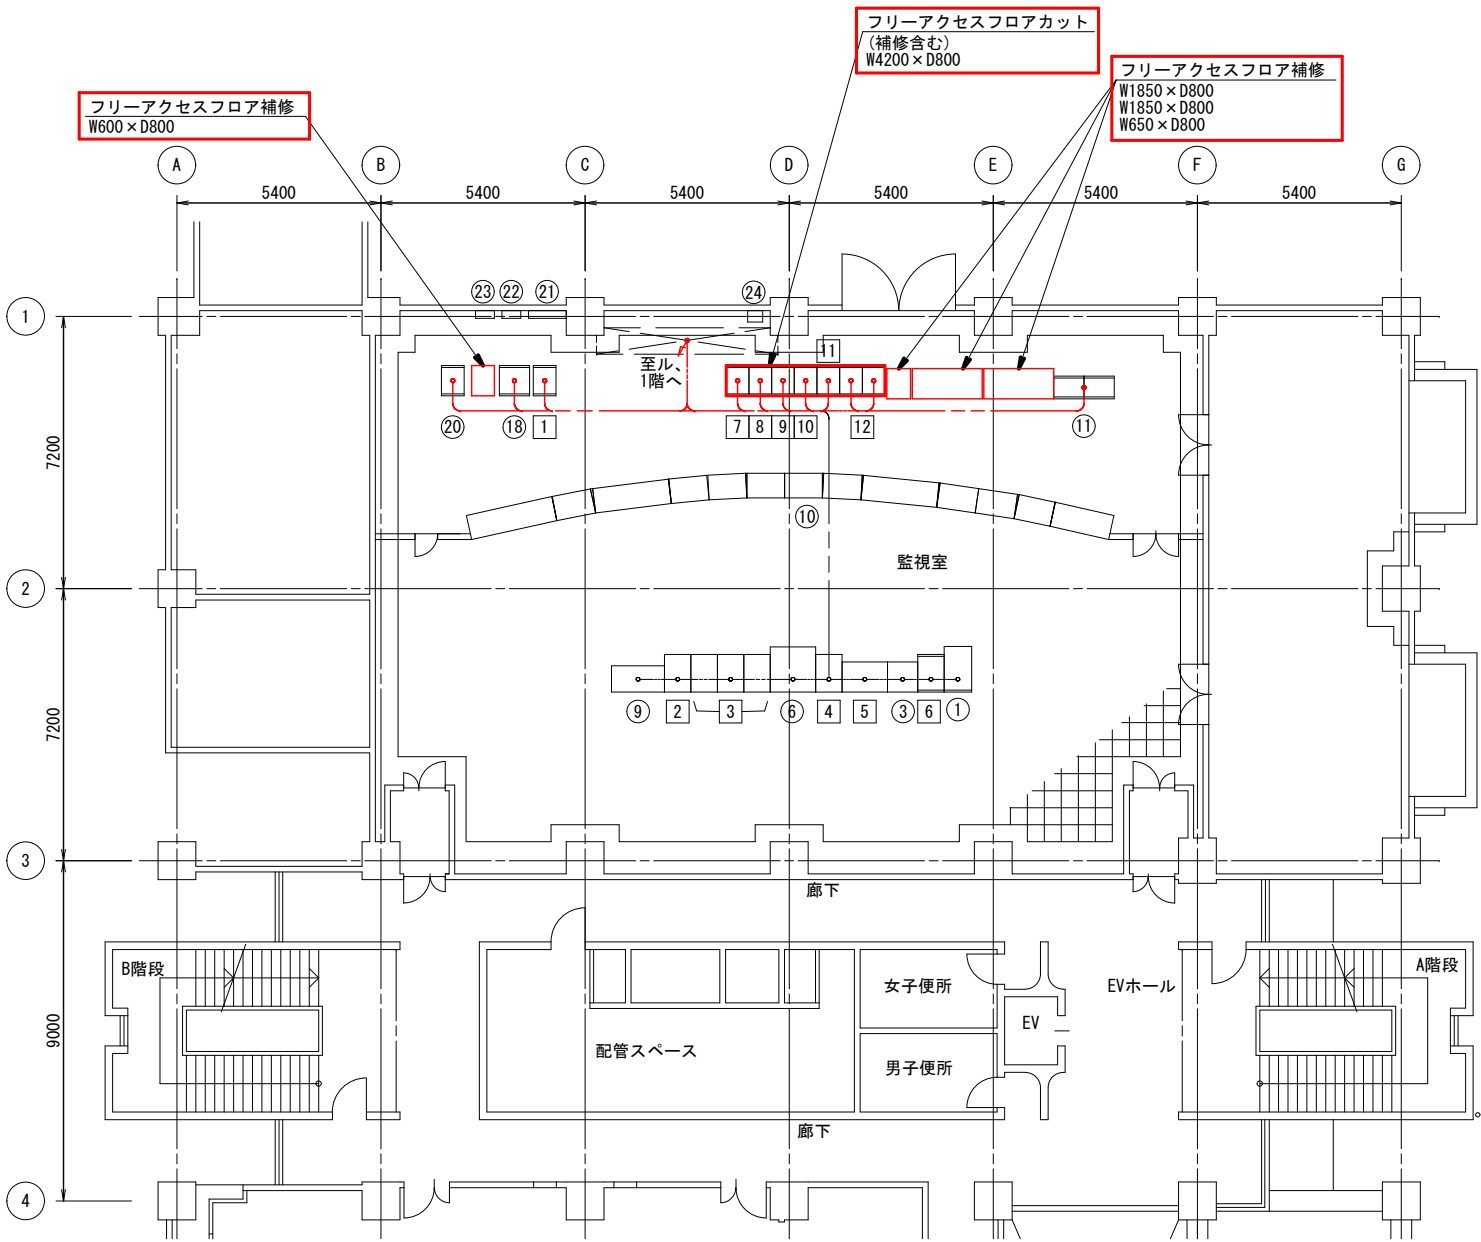 フリーアクセスフロアカット
(補修含む)
W4200×D800
フリーアクセスフロア補修
W1850×D800
W1850×D800
W650×D800
フリーアクセスフロア補修
W600×D800
A B C D E F G
5400 5400 5400 5400 5400 5400
23 22 21 24
1
11
至ル、
1階へ
20 18 1 7 8 9 10 12 11
7200
10
監視室
2
7200
9 2 3 6 4 5 3 6 1
3
廊下
B階段
女子便所
EVホール
A階段
EV
9000
配管スペース
男子便所
廊下
4